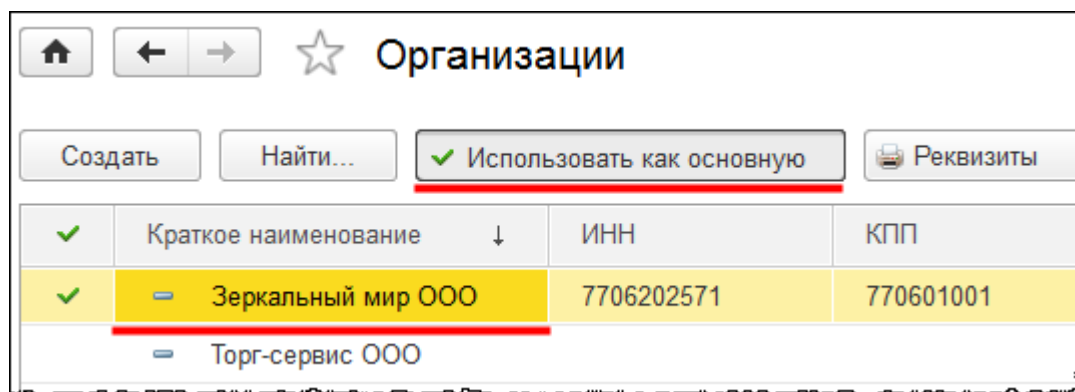 Организации
Создать Найти... Использовать как основную Реквизиты
Краткое наименование ↓ ИНН КПП
Зеркальный мир ООО 7706202571 770601001
Торг-сервис ООО